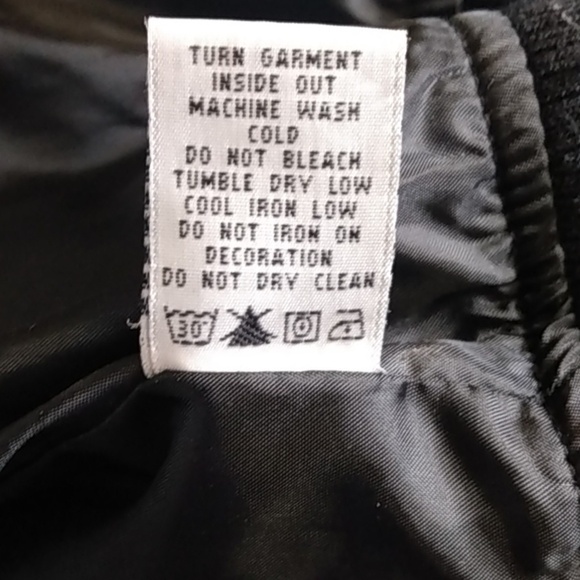 TURN GARMENT
INSIDE OUT
MACHINE WASH
COLD
DO NOT BLEACH
TUMBLE DRY LOW
COOL IRON LOW
DO NOT IRON ON
DECORATION
DO NOT DRY CLEAN
30°